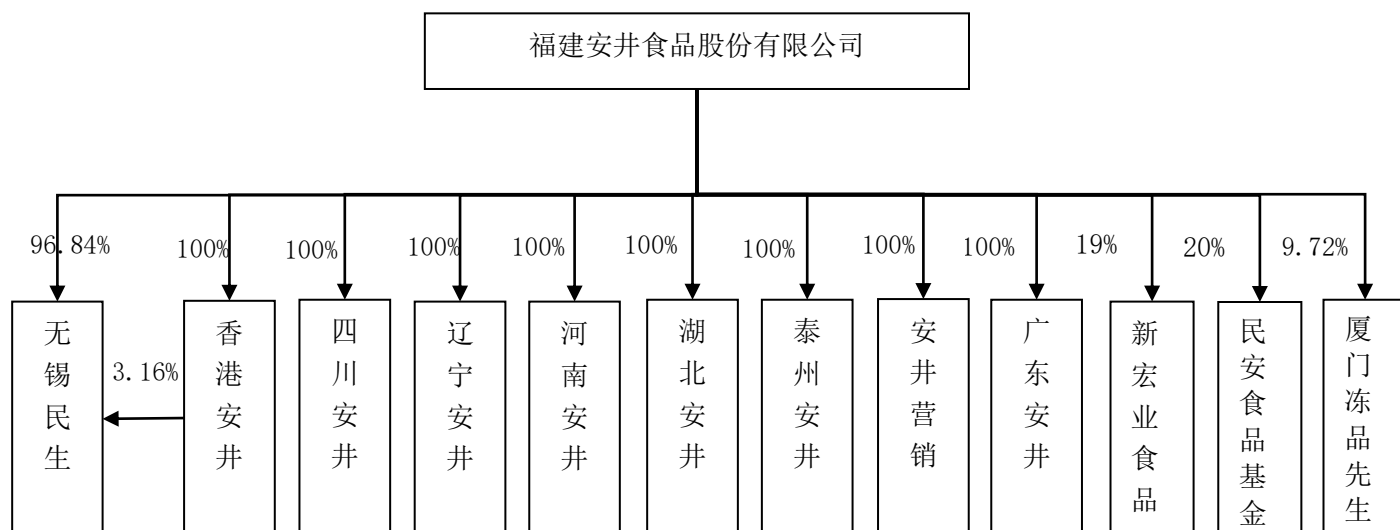 福建安井食品股份有限公司
96.84%
100%
100%
100%
100%
100%
100%
100%
100%
19%
20%
9.72%
无锡民生
3.16%
香港安井
四川安井
辽宁安井
河南安井
湖北安井
泰州安井
安井营销
广东安井
新宏业食品
民安食品基金
厦门冻品先生